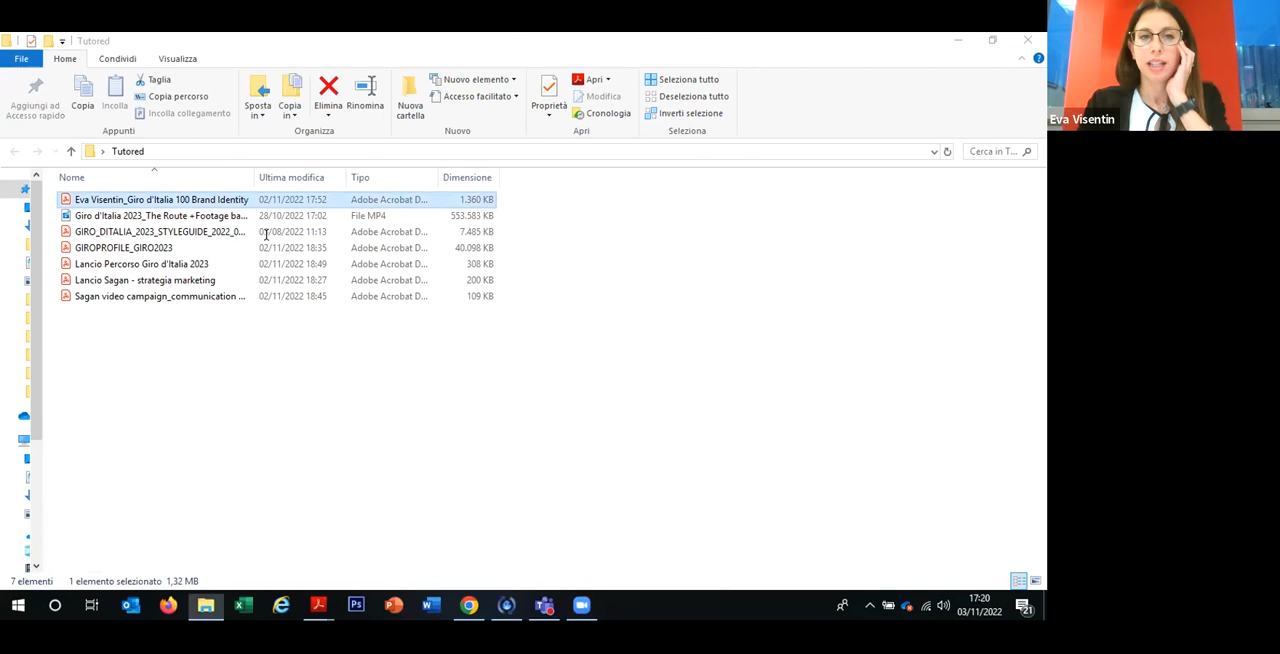 Tutored
File Home Condividi Visualizza
Aggiungi ad Accesso rapido
Copia
Incolla
Taglia
Copia percorso
Incolla collegamento
Appunti
Sposta in
Copia in
Elimina
Rinomina
Organizza
Nuova cartella
Nuovo elemento
Accesso facilitato
Nuovo
Proprietà
Apri
Modifica
Cronologia
Apri
Seleziona tutto
Deseleziona tutto
Inverti selezione
Selezione
Tutored
Cerca in T...
Nome Ultima modifica Tipo Dimensione
Eva Visentin_Giro d'Italia 100 Brand Identity 02/11/2022 17:52 Adobe Acrobat D... 1.360 KB
Giro d'Italia 2023_The Route +Footage ba... 28/10/2022 17:02 File MP4 553.583 KB
GIRO_DITALIA_2023_STYLEGUIDE_2022_0... /08/2022 11:13 Adobe Acrobat D... 7.485 KB
GIROPROFILE_GIRO2023 02/11/2022 18:35 Adobe Acrobat D... 40.098 KB
Lancio Percorso Giro d'Italia 2023 02/11/2022 18:49 Adobe Acrobat D... 308 KB
Lancio Sagan - strategia marketing 02/11/2022 18:27 Adobe Acrobat D... 200 KB
Sagan video campaign_communication ... 02/11/2022 18:45 Adobe Acrobat D... 109 KB
7 elementi 1 elemento selezionato 1,32 MB
17:20
03/11/2022
21
Eva Visentin